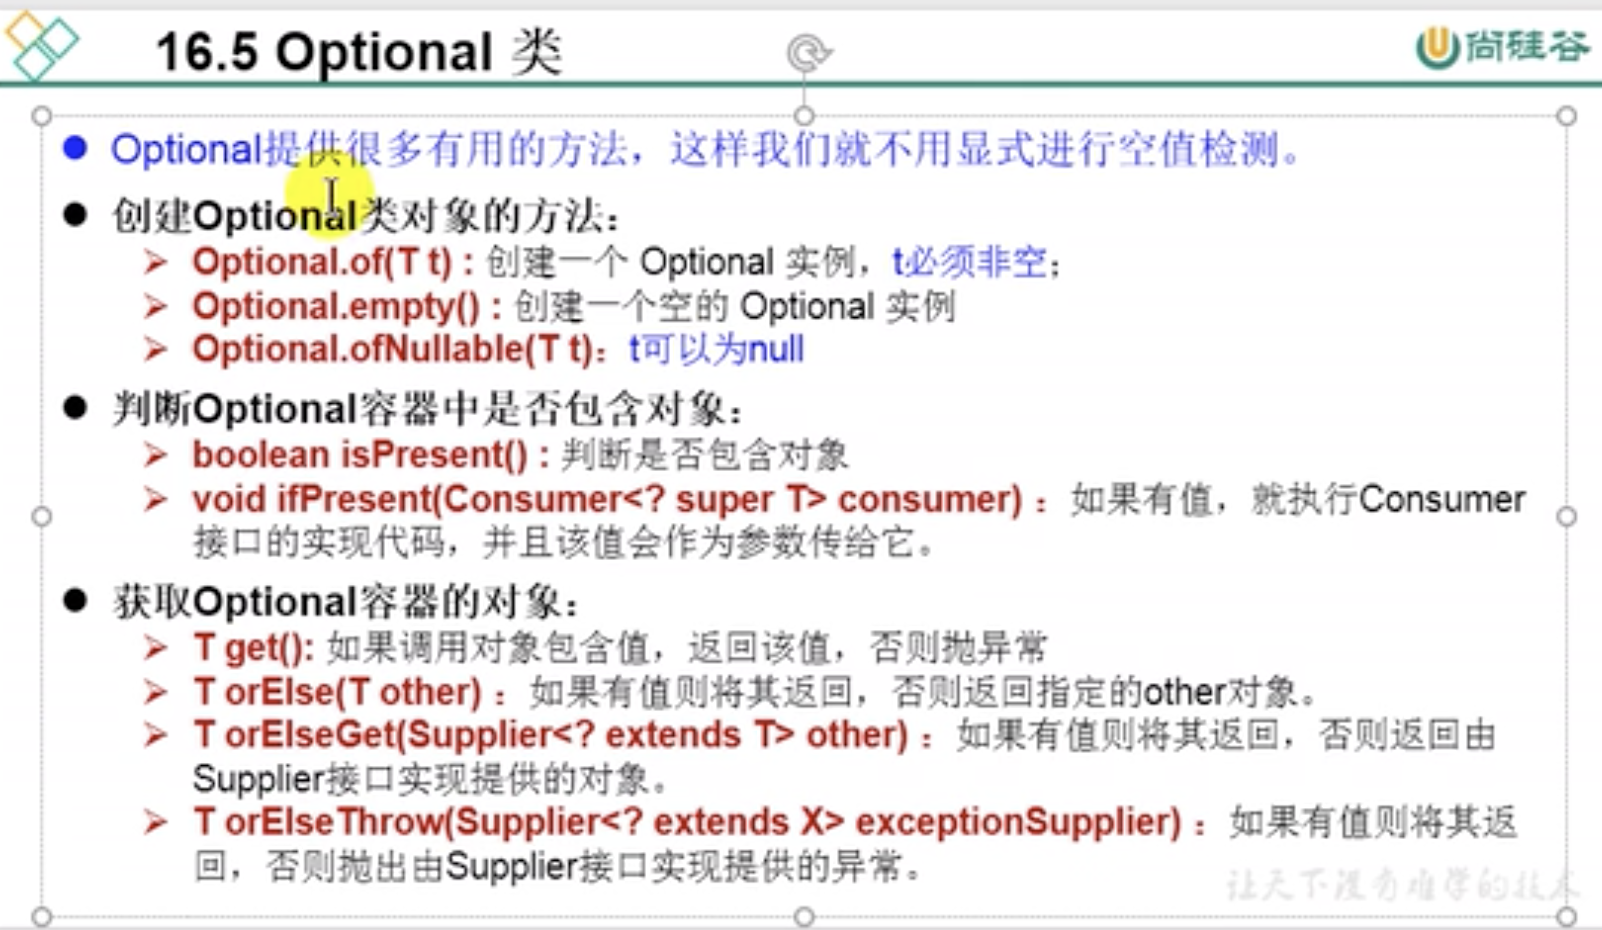 16.5 Optional 类
尚硅谷
Optional提供很多有用的方法，这样我们就不用显式进行空值检测。
创建Optional类对象的方法：
Optional.of(T t) : 创建一个 Optional 实例，t必须非空；
Optional.empty() : 创建一个空的 Optional 实例
Optional.ofNullable(T t)：t可以为null
判断Optional容器中是否包含对象：
boolean isPresent() : 判断是否包含对象
void ifPresent(Consumer<? super T> consumer) ：如果有值，就执行Consumer
接口的实现代码，并且该值会作为参数传给它。
获取Optional容器的对象：
T get(): 如果调用对象包含值，返回该值，否则抛异常
T orElse(T other) ：如果有值则将其返回，否则返回指定的other对象。
T orElseGet(Supplier<? extends T> other) ：如果有值则将其返回，否则返回由
Supplier接口实现提供的对象。
T orElseThrow(Supplier<? extends X> exceptionSupplier) ：如果有值则将其返
回，否则抛出由Supplier接口实现提供的异常。
让天下没有难学的技术